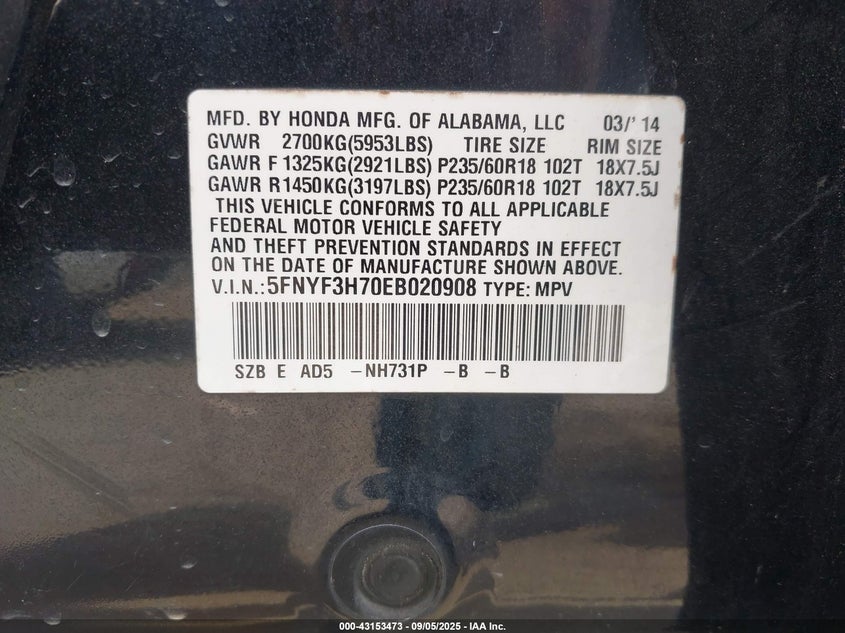 MFD. BY HONDA MFG. OF ALABAMA, LLC 03/'14
GVWR 2700KG(5953LBS) TIRE SIZE RIM SIZE
GAWR F 1325KG(2921LBS) P235/60R18 102T 18X7.5J
GAWR R1450KG(3197LBS) P235/60R18 102T 18X7.5J
THIS VEHICLE CONFORMS TO ALL APPLICABLE
FEDERAL MOTOR VEHICLE SAFETY
AND THEFT PREVENTION STANDARDS IN EFFECT
ON THE DATE OF MANUFACTURE SHOWN ABOVE.
V.I.N.:5FNYF3H70EB020908 TYPE: MPV
SZB E AD5 -NH731P -B -B
000-43153473 - 09/05/2025 - IAA Inc.